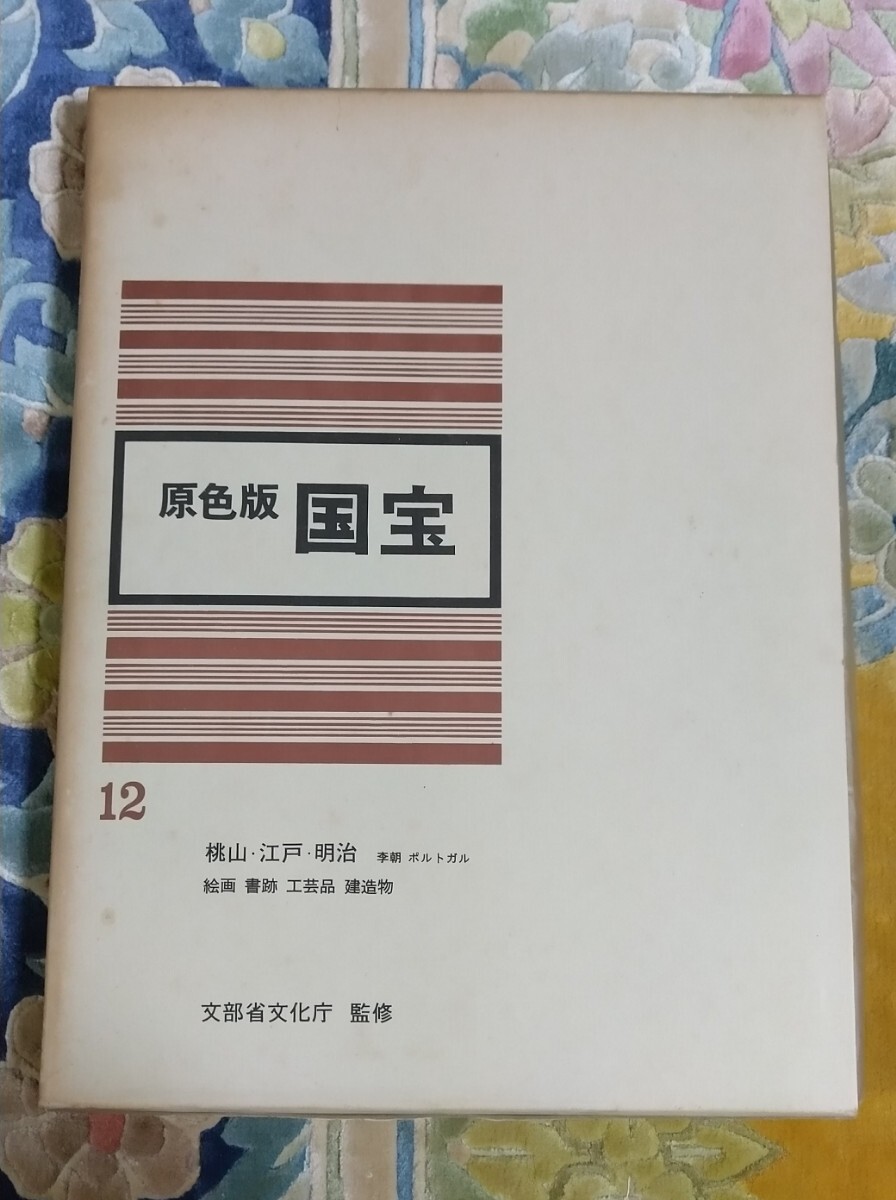 原色版 国宝
12
桃山·江戸·明治 李朝 ポルトガル
絵画 書跡 工芸品 建造物
文部省文化庁 監修